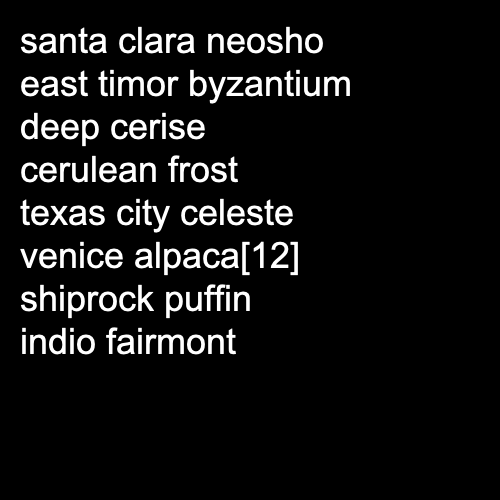 santa clara neosho
east timor byzantium
deep cerise
cerulean frost
texas city celeste
venice alpaca[12]
shiprock puffin
indio fairmont